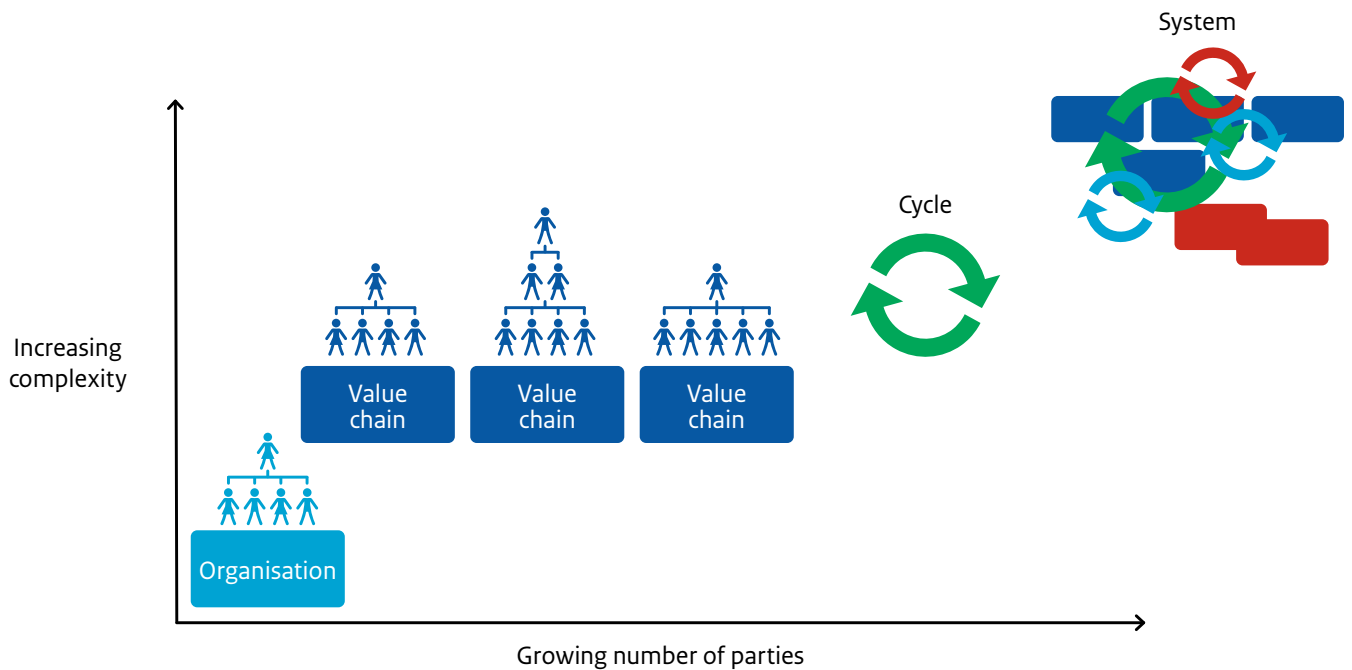 System
Cycle
Increasing
complexity
Value
chain
Value
chain
Value
chain
Organisation
Growing number of parties